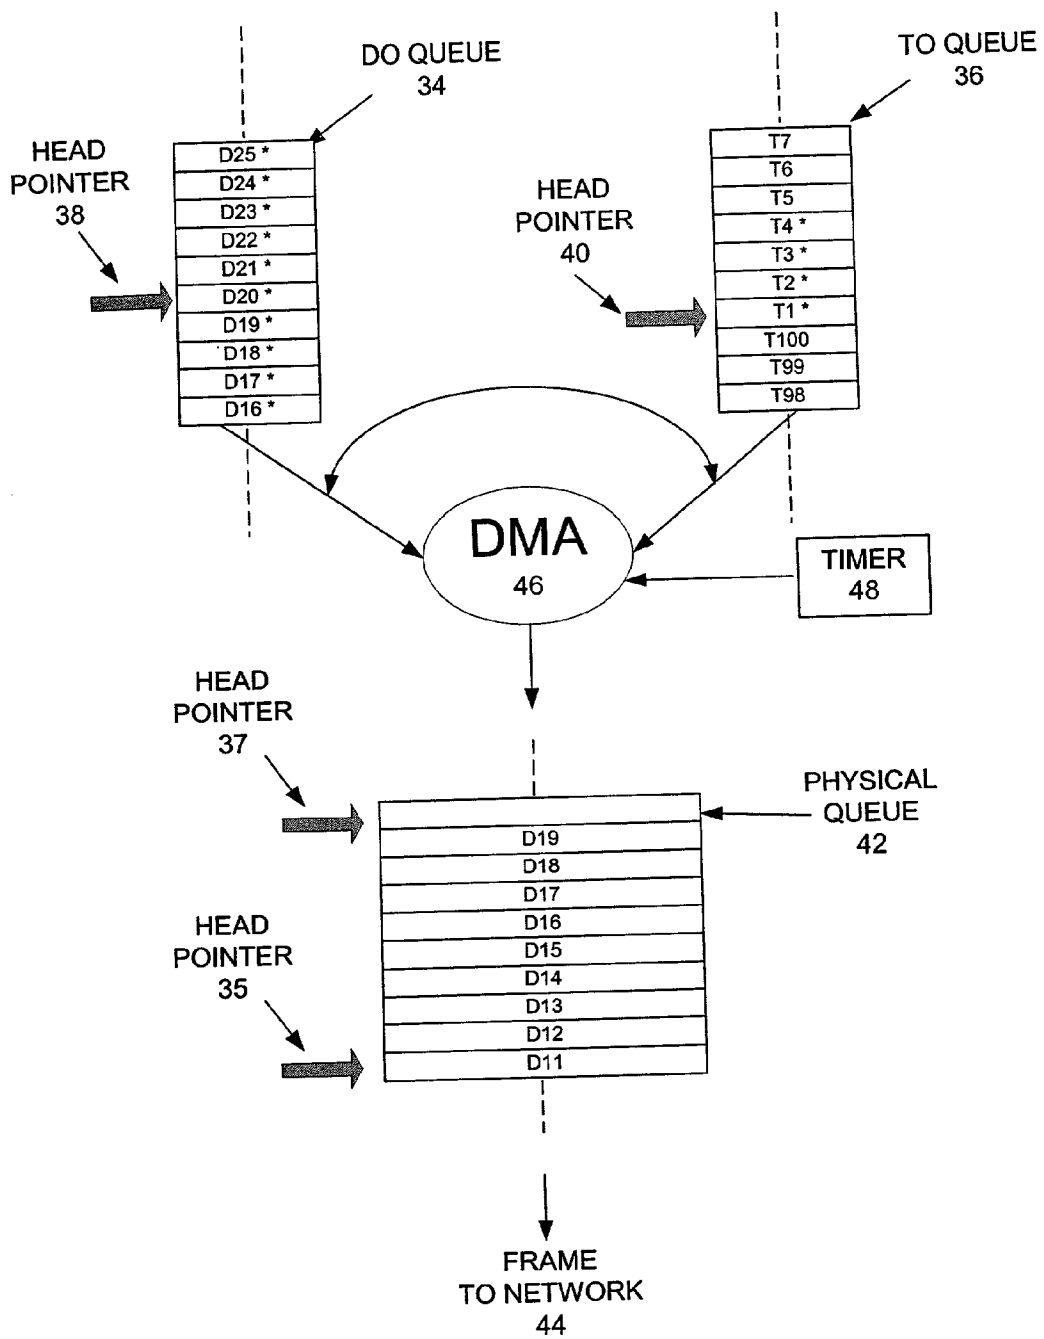 DO QUEUE
34
TO QUEUE
36
HEAD
POINTER
38
D25 *
D24 *
D23 *
D22 *
D21 *
D20 *
D19 *
D18 *
D17 *
D16 *
HEAD
POINTER
40
T7
T6
T5
T4 *
T3 *
T2 *
T1 *
T100
T99
T98
DMA
46
TIMER
48
HEAD
POINTER
37
PHYSICAL
QUEUE
42
D19
D18
D17
D16
D15
D14
D13
D12
D11
HEAD
POINTER
35
FRAME
TO NETWORK
44